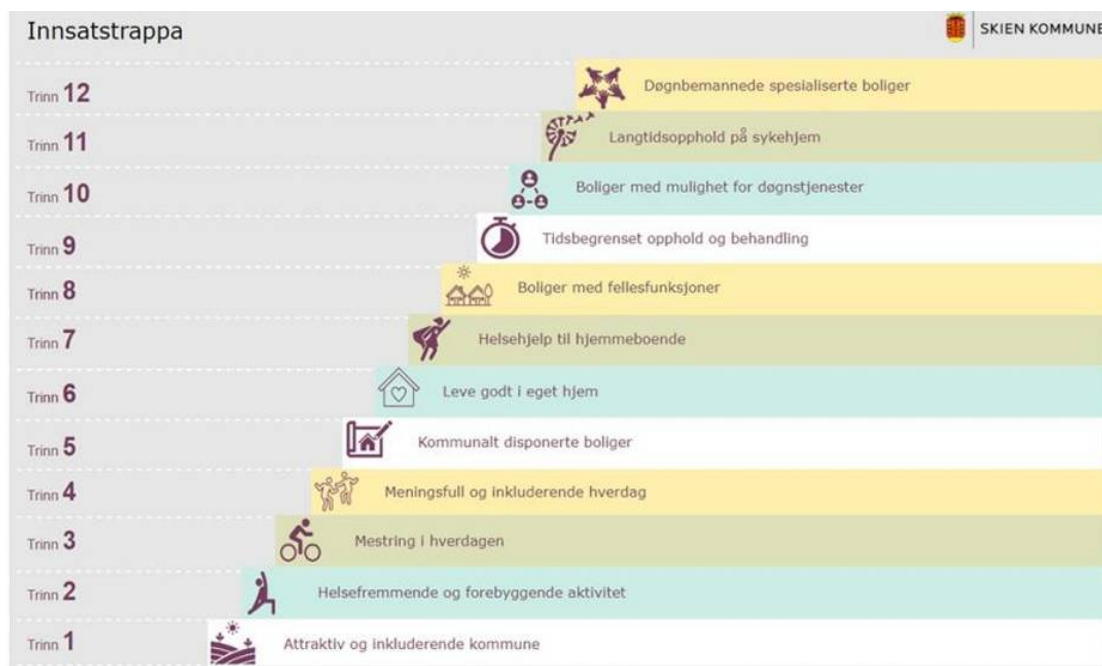 Innsatstrappa
SKIEN KOMMUNE
Trinn 12 Døgnbemannede spesialiserte boliger
Trinn 11 Langtidsopphold på sykehjem
Trinn 10 Boliger med mulighet for døgnstjenester
Trinn 9 Tidsbegrenset opphold og behandling
Trinn 8 Boliger med fellesfunksjoner
Trinn 7 Helsehjelp til hjemmeboende
Trinn 6 Leve godt i eget hjem
Trinn 5 Kommunalt disponerte boliger
Trinn 4 Meningsfull og inkluderende hverdag
Trinn 3 Mestring i hverdagen
Trinn 2 Helsefremmende og forebyggende aktivitet
Trinn 1 Attraktiv og inkluderende kommune